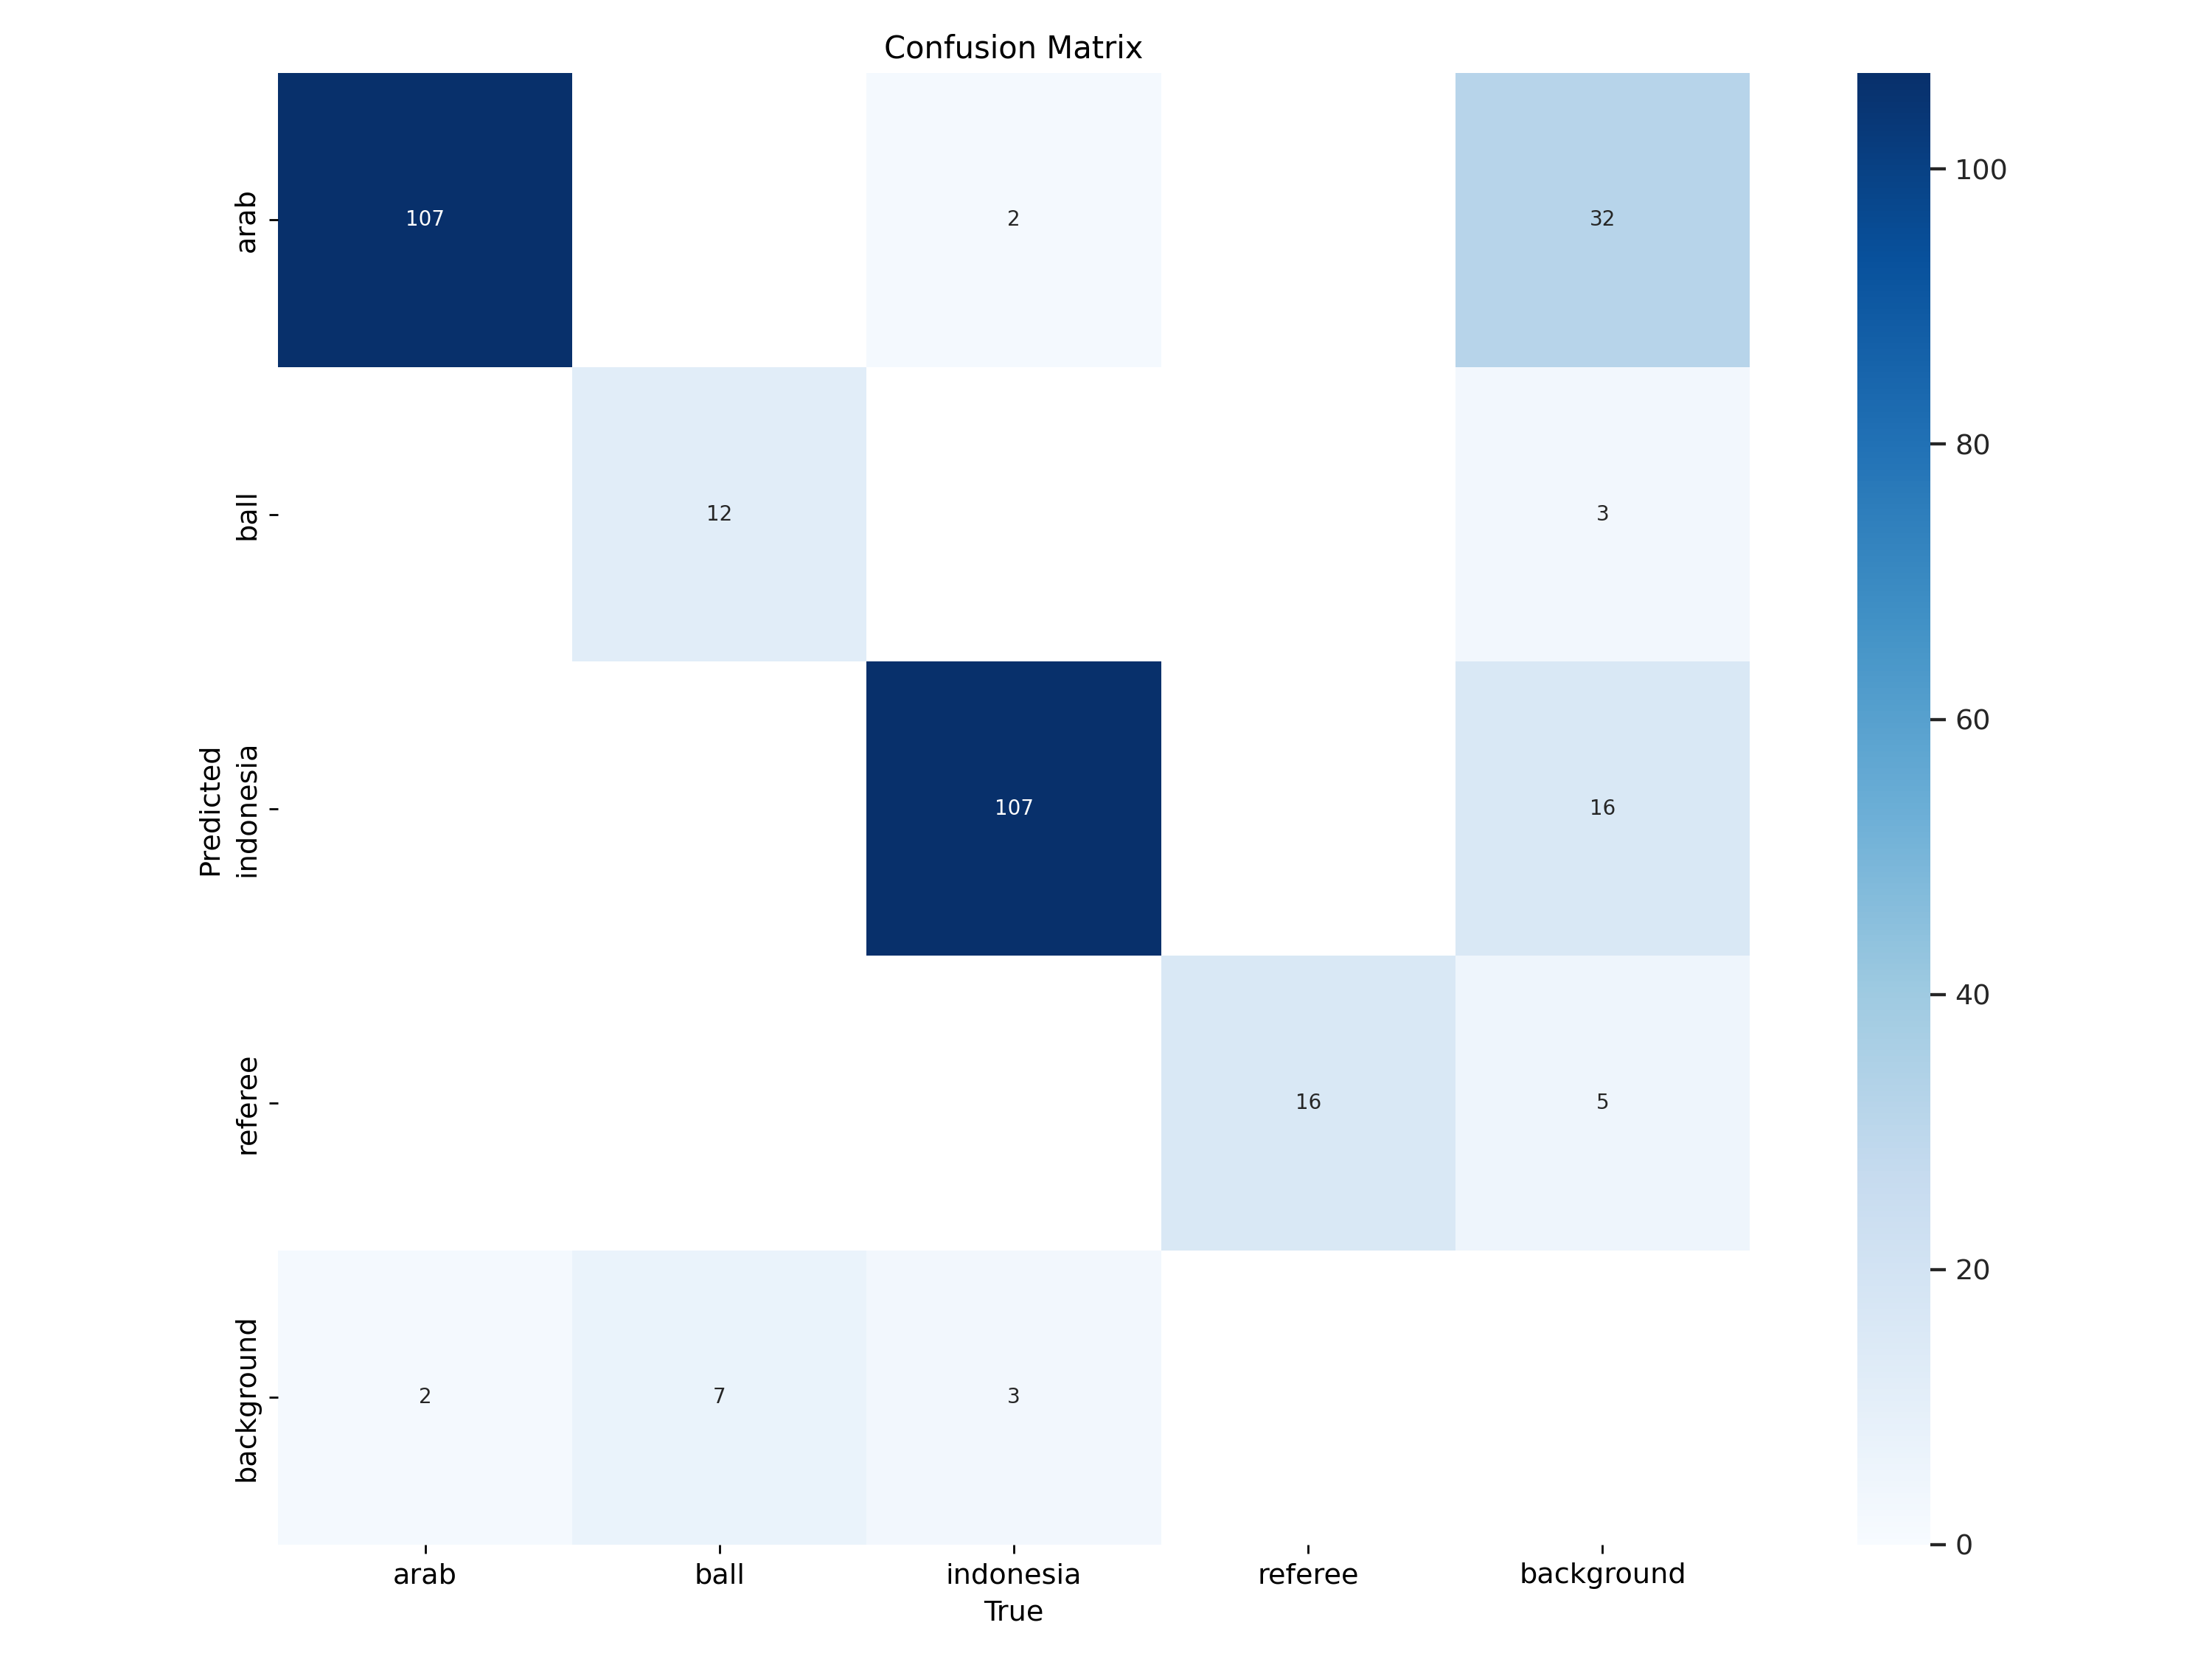 Confusion Matrix
arab
107
2
32
100
ball
12
3
80
Predicted
indonesia
107
16
60
referee
16
5
40
background
2
7
3
20
0
arab
ball
indonesia
referee
background
True